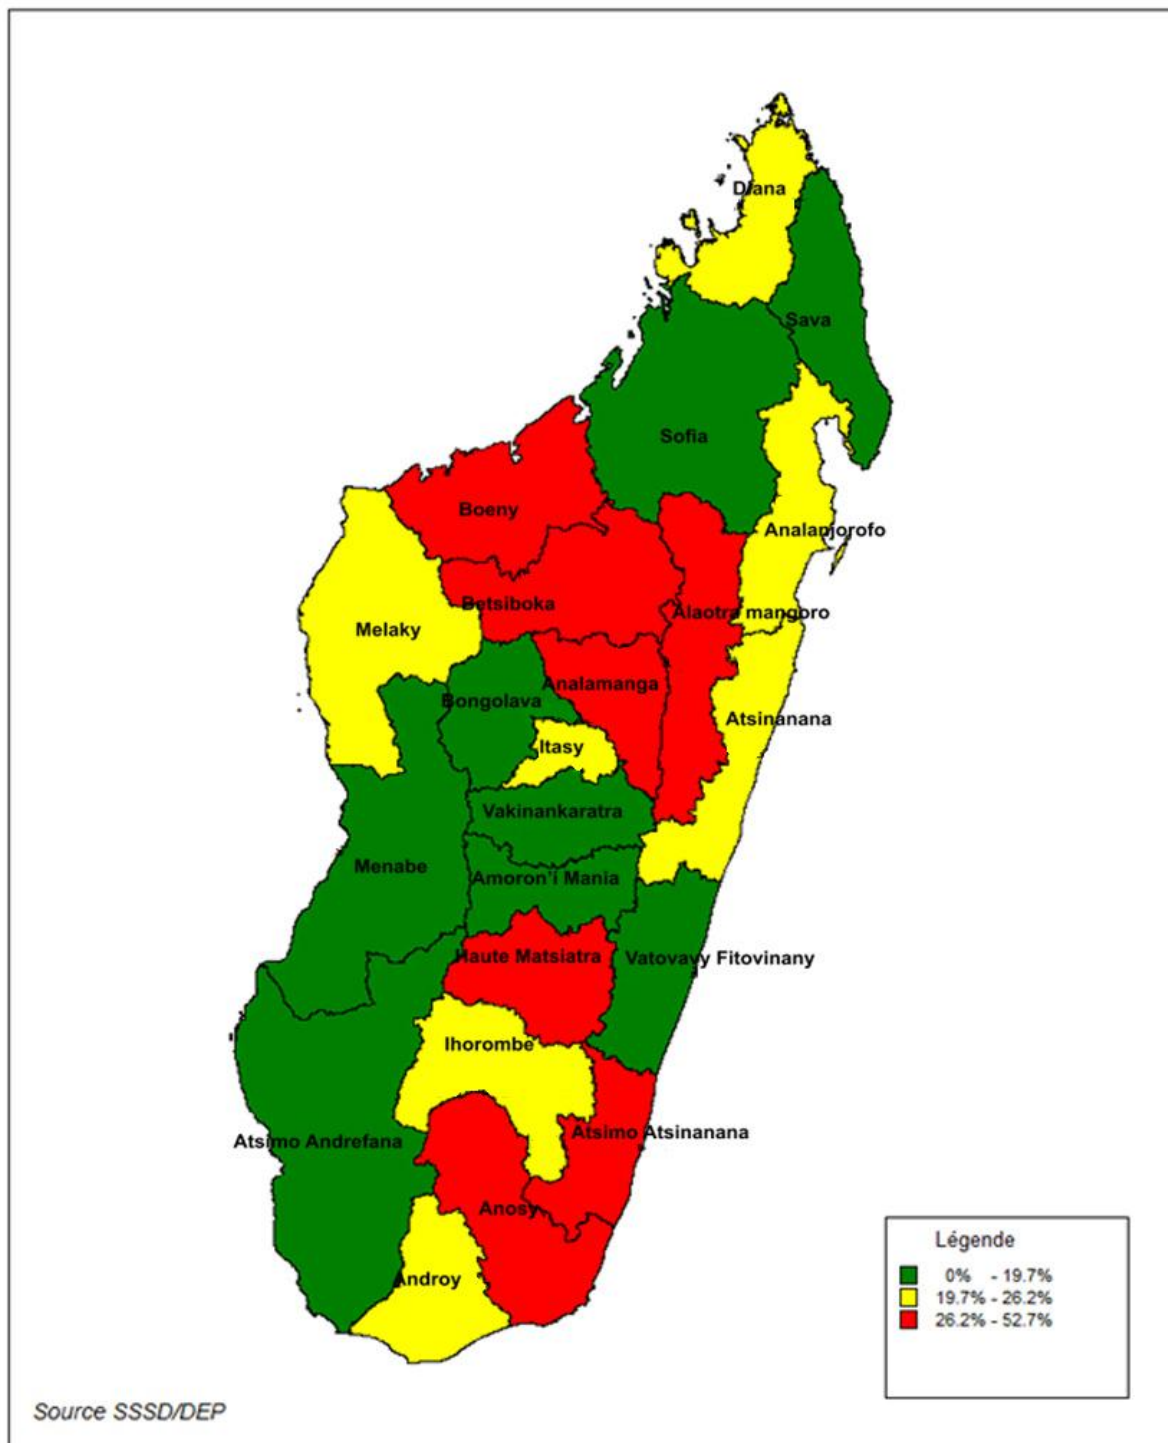 Diana
Sava
Sofia
Boeny
Analanjorofo
Betsiboka
Alaotra mangoro
Melaky
Analamanga
Bongolava
Atsinanana
Itasy
Vakinankaratra
Menabe
Amoron'i Mania
Haute Matsiatra
Vatovavy Fitovinany
Ihorombe
Atsimo Atsinanana
Atsimo Andrefana
Anosy
Androy
Légende
0% - 19.7%
19.7% - 26.2%
26.2% - 52.7%
Source SSSD/DEP